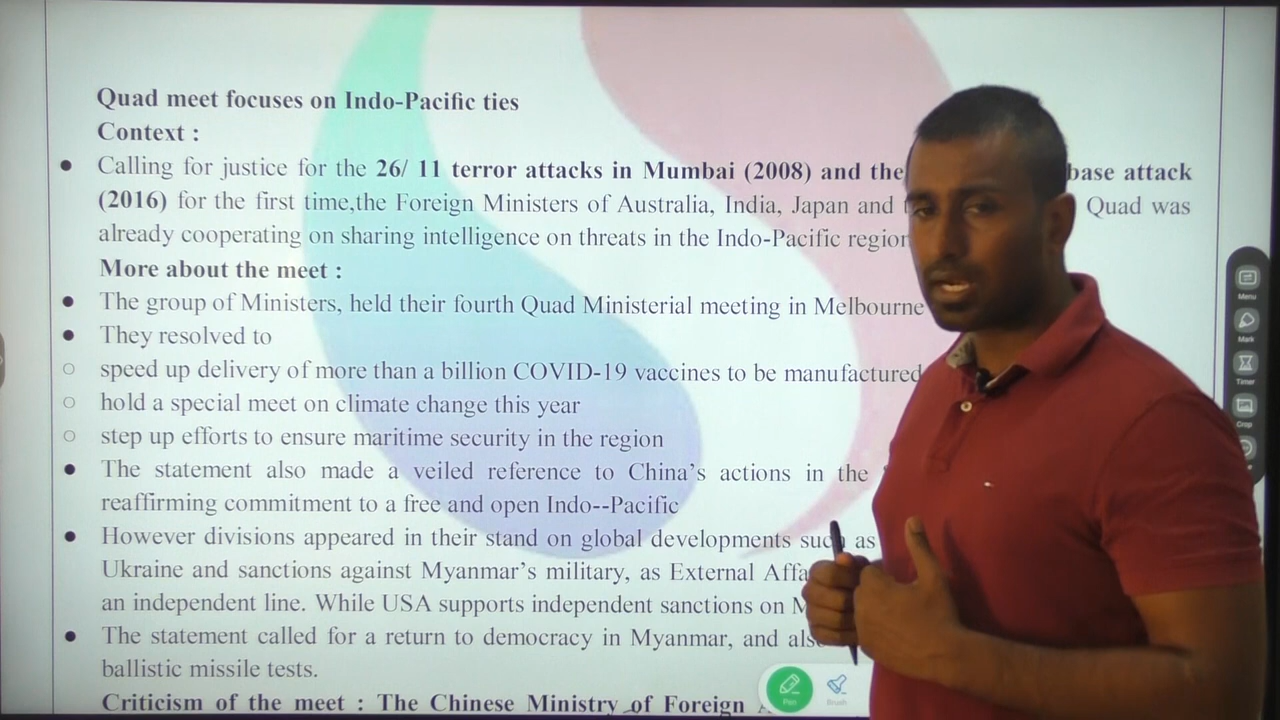 Quad meet focuses on Indo-Pacific ties
Context :
● Calling for justice for the 26/ 11 terror attacks in Mumbai (2008) and the base attack
(2016) for the first time,the Foreign Ministers of Australia, India, Japan and Quad was
already cooperating on sharing intelligence on threats in the Indo-Pacific region
More about the meet :
● The group of Ministers, held their fourth Quad Ministerial meeting in Melbourne
● They resolved to
○ speed up delivery of more than a billion COVID-19 vaccines to be manufactured
○ hold a special meet on climate change this year
○ step up efforts to ensure maritime security in the region
● The statement also made a veiled reference to China's actions in the
reaffirming commitment to a free and open Indo--Pacific
● However divisions appeared in their stand on global developments such as
Ukraine and sanctions against Myanmar's military, as External Affa
an independent line. While USA supports independent sanctions on M
● The statement called for a return to democracy in Myanmar, and als
ballistic missile tests.
Criticism of the meet : The Chinese Ministry of Foreign
Menu
Mark
Timer
Crop
Pen
Brush